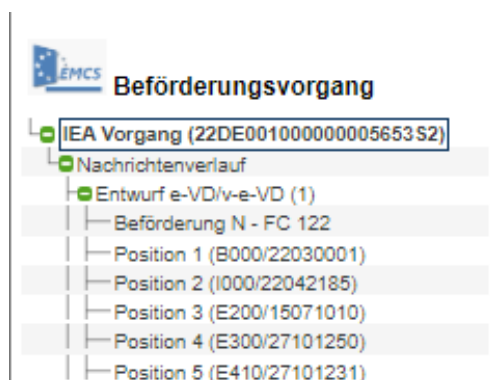 EMCS
Beförderungsvorgang
IEA Vorgang (22DE001000000005653S2)
Nachrichtenverlauf
Entwurf e-VD/v-e-VD (1)
Beförderung N - FC 122
Position 1 (B000/22030001)
Position 2 (I000/22042185)
Position 3 (E200/15071010)
Position 4 (E300/27101250)
Position 5 (E410/27101231)